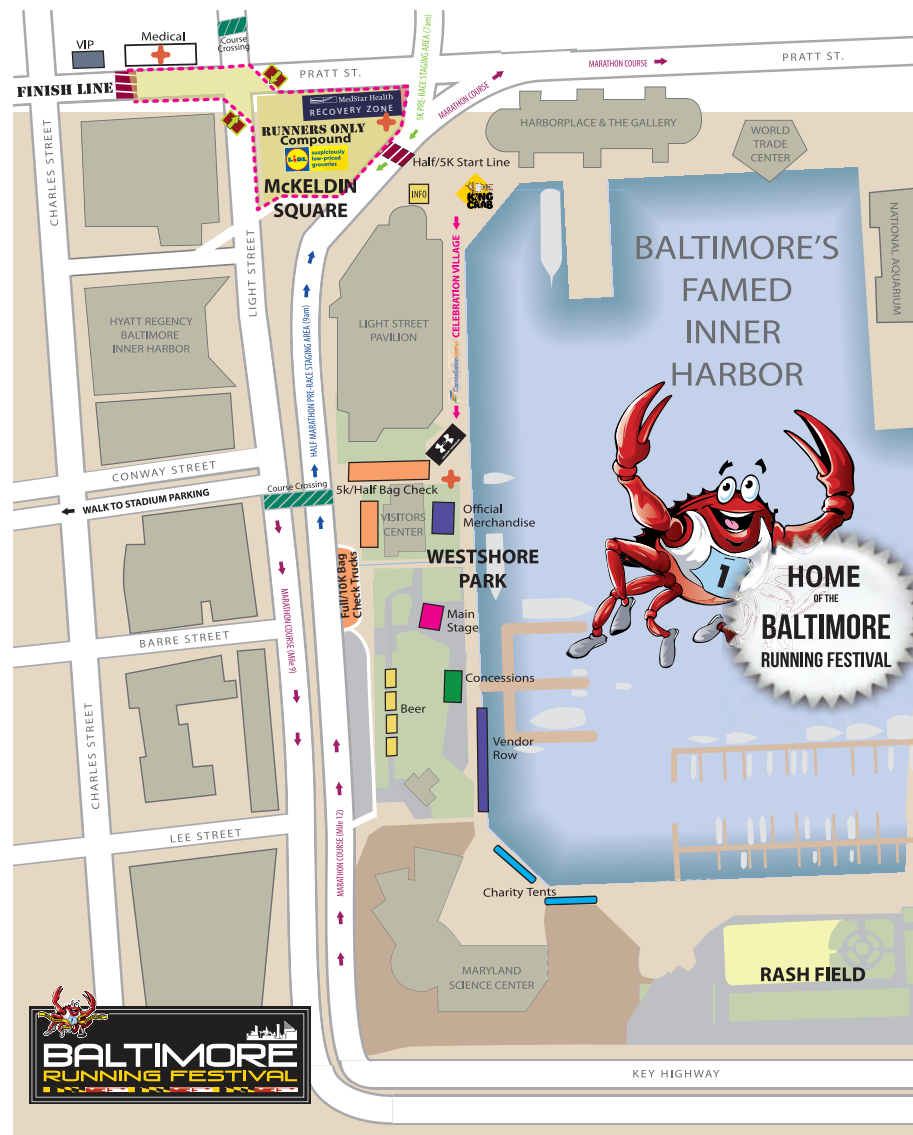 VIP
Medical
Course
Crossing
FINISH LINE
PRATT ST.
PRATT ST.
MARATHON COURSE
MARATHON COURSE
5K PRE-RACE STAGING AREA (7am)
MedStar Health
RECOVERY ZONE
RUNNERS ONLY
Compound
LIDL
suspiciously
low-priced
groceries
McKELDIN
SQUARE
Half/5K Start Line
INFO
KING
CRAB
HARBORPLACE & THE GALLERY
WORLD
TRADE
CENTER
NATIONAL AQUARIUM
CHARLES STREET
LIGHT STREET
BALTIMORE'S
FAMED
INNER
HARBOR
HYATT REGENCY
BALTIMORE
INNER HARBOR
LIGHT STREET
PAVILION
CELEBRATION VILLAGE
HALF MARATHON PRE-RACE STAGING AREA (9am)
CONWAY STREET
WALK TO STADIUM PARKING
Course Crossing
5k/Half Bag Check
VISITORS
CENTER
Official
Merchandise
WESTSHORE
PARK
Full/10K Bag
Check Trucks
Main
Stage
Concessions
Beer
Vendor
Row
BARRE STREET
MARATHON COURSE (Mile 9)
CHARLES STREET
LEE STREET
MARATHON COURSE (Mile 12)
1
HOME
OF THE
BALTIMORE
RUNNING FESTIVAL
Charity Tents
MARYLAND
SCIENCE CENTER
RASH FIELD
KEY HIGHWAY
BALTIMORE
RUNNING FESTIVAL